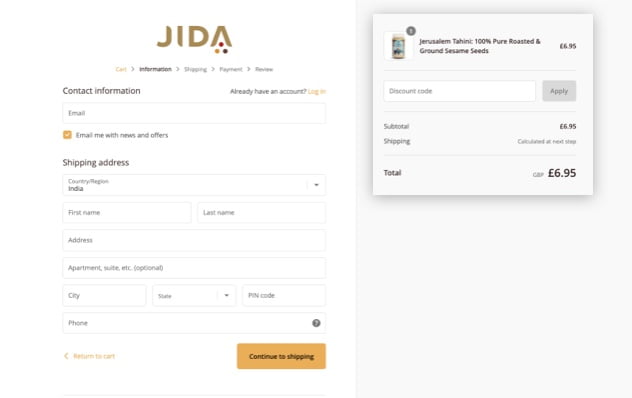 JIDA
Cart > Information > Shipping > Payment > Review
Contact information
Already have an account? Log in
Email
Email me with news and offers
Shipping address
Country/Region
India
First name
Last name
Address
Apartment, suite, etc. (optional)
City
State
PIN code
Phone
?
Return to cart
Continue to shipping
1
Jerusalem Tahini: 100% Pure Roasted &
Ground Sesame Seeds
£6.95
Discount code
Apply
Subtotal
£6.95
Shipping
Calculated at next step
Total
GBP £6.95